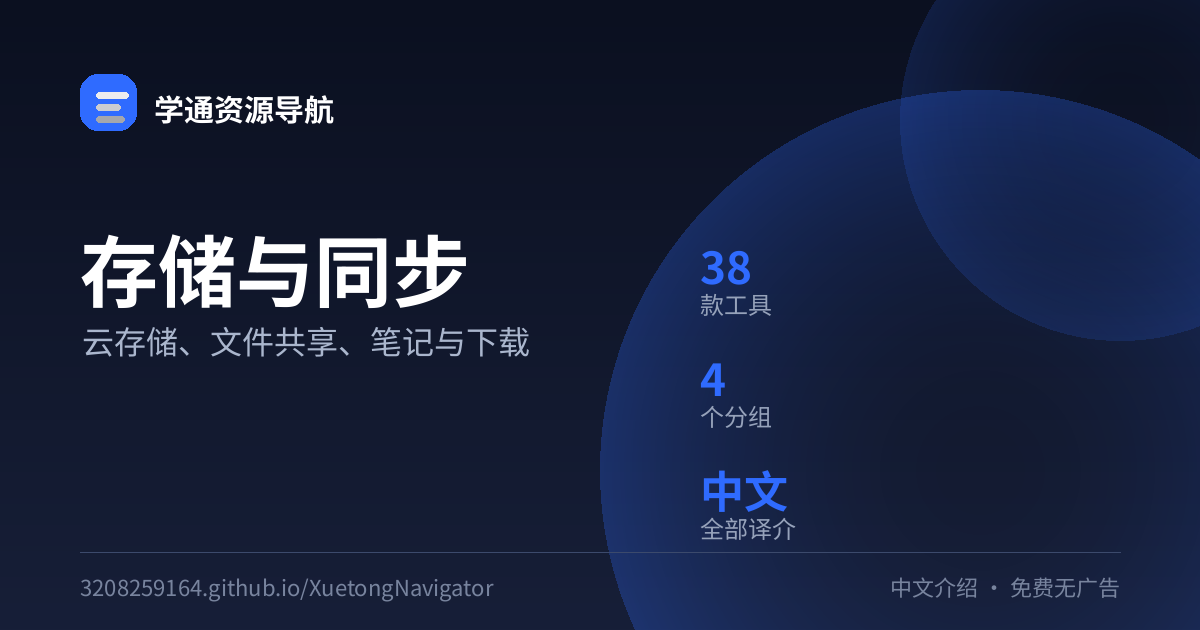 学通资源导航
存储与同步
云存储、文件共享、笔记与下载
38
款工具
4
个分组
中文
全部译介
3208259164.github.io/XuetongNavigator
中文介绍 · 免费无广告